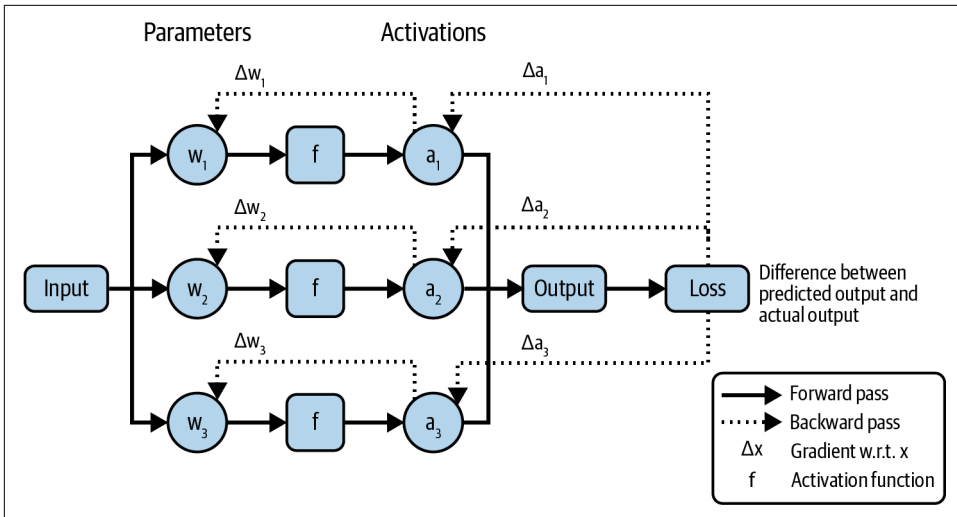 Parameters
Activations
Δw₁
Δa₁
w₁
f
a₁
Δw₂
Δa₂
Input
w₂
f
a₂
Output
Loss
Difference between
predicted output and
actual output
Δw₃
Δa₃
w₃
f
a₃
Forward pass
Backward pass
Δx Gradient w.r.t. x
f Activation function